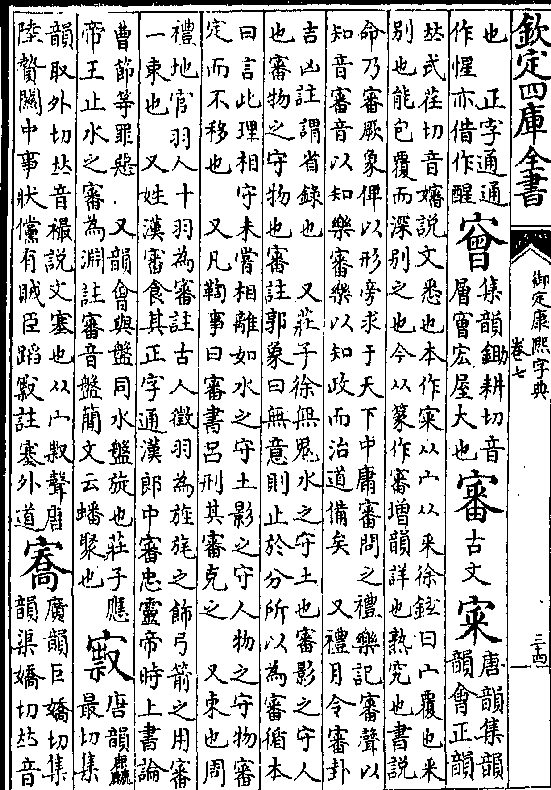 欽定四庫全書
御定康熙字典
卷七
三十四
也 正字通通
作惺亦借作醒
集韻鋤耕切音
層 宏屋大也
審
古文
宷
唐韻集韻
韻會正韻
𠀤式荏切音嬸說文悉也本作宷从宀从釆徐鉉曰宀覆也釆
别也能包覆而深别之也今从篆作審增韻詳也熟究也書說
命乃審厥象俾以形旁求于天下中庸審問之禮樂記審聲以
知音審音以知樂審樂以知政而治道備矣 又禮月令審卦
吉凶註謂省錄也 又莊子徐無鬼水之守土也審影之守人
也審物之守物也審註郭象曰無意則止於分所以為審循本
曰言此理相守未嘗相離如水之守土影之守人物之守物審
定而不移也 又凡鞫事曰審書呂刑其審克之 又束也周
禮地官羽人十羽為審註古人徵羽為旌旄之飾弓箭之用審
一束也 又姓漢審食其正字通漢郎中審忠靈帝時上書論
曹節等罪惡 又韻會與盤同水盤旋也莊子應
帝王止水之審為淵註審音盤簡文云蟠聚也
㝮
唐韻麤
最切集
韻取外切𠀤音襊說文塞也从宀 聲唐
陸贄關中事狀儻有賊臣蹈㝮註塞外道
㝯
廣韻巨嬌切集
韻渠嬌切𠀤音